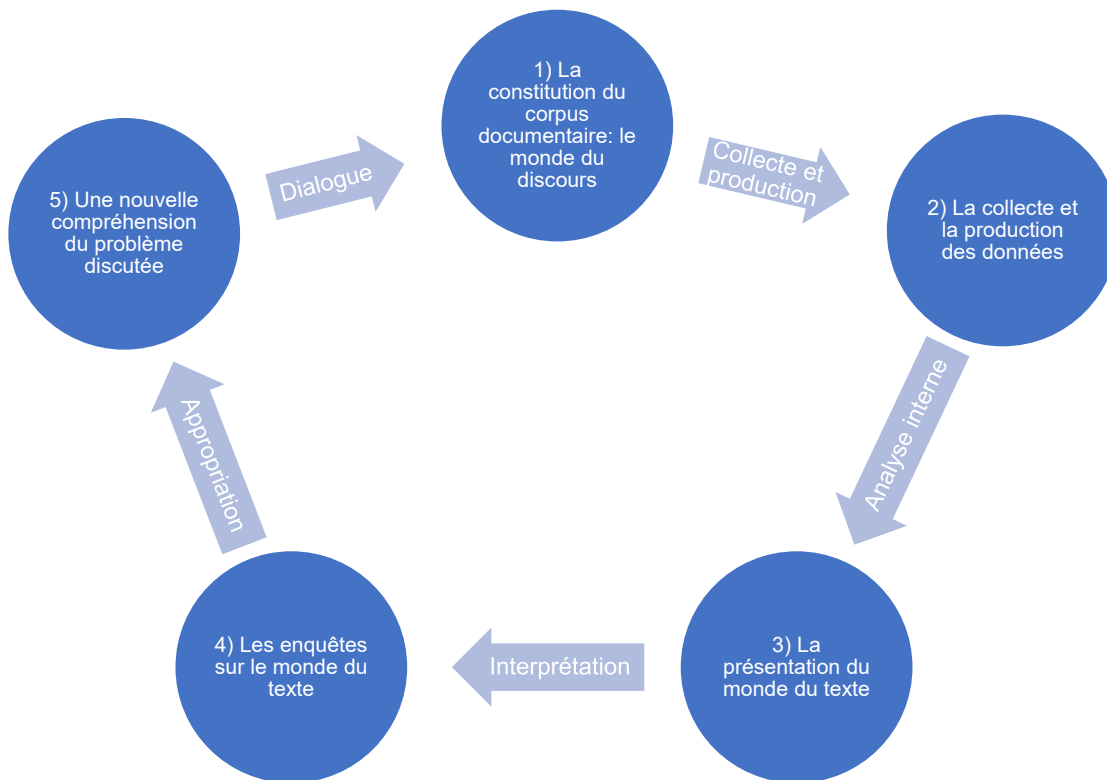 1) La
constitution du
corpus
documentaire: le
monde du
discours
Collecte et
production
2) La collecte et
la production
des données
Analyse interne
3) La
présentation du
monde du texte
Interprétation
4) Les enquêtes
sur le monde du
texte
Appropriation
5) Une nouvelle
compréhension
du problème
discutée
Dialogue